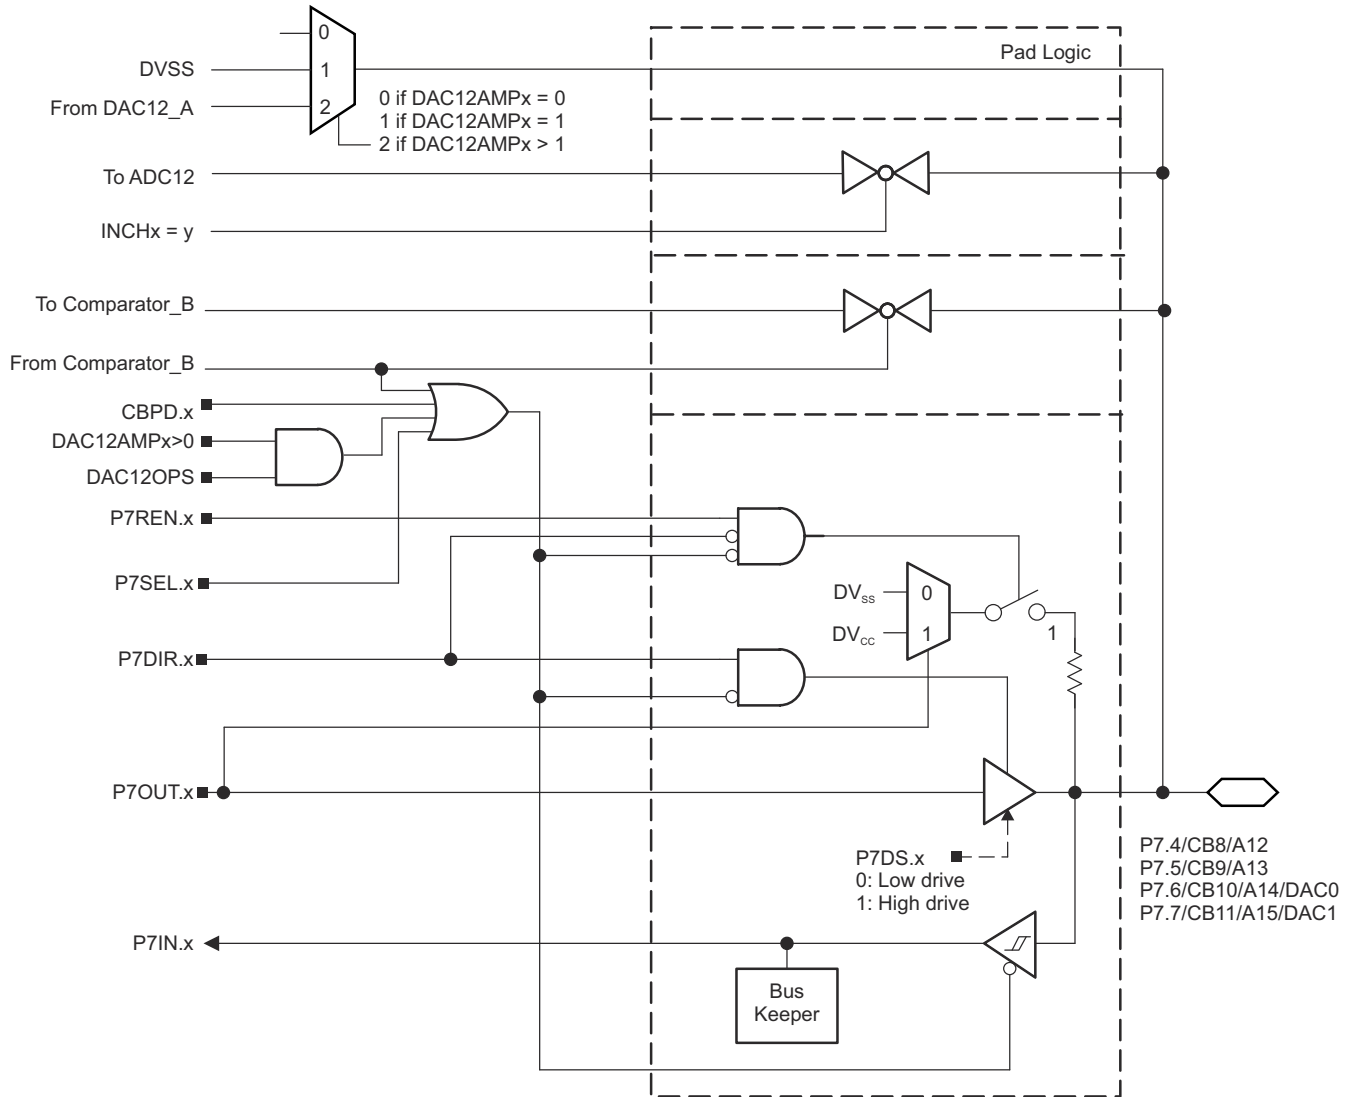 0
DVSS
1
From DAC12_A
2
0 if DAC12AMPx = 0
1 if DAC12AMPx = 1
2 if DAC12AMPx > 1
Pad Logic
To ADC12
INCHx = y
To Comparator_B
From Comparator_B
CBPD.x
DAC12AMPx>0
DAC12OPS
P7REN.x
P7SEL.x
DVss
0
DVcc
1
1
P7DIR.x
P7OUT.x
P7DS.x
0: Low drive
1: High drive
P7.4/CB8/A12
P7.5/CB9/A13
P7.6/CB10/A14/DAC0
P7.7/CB11/A15/DAC1
P7IN.x
Bus
Keeper